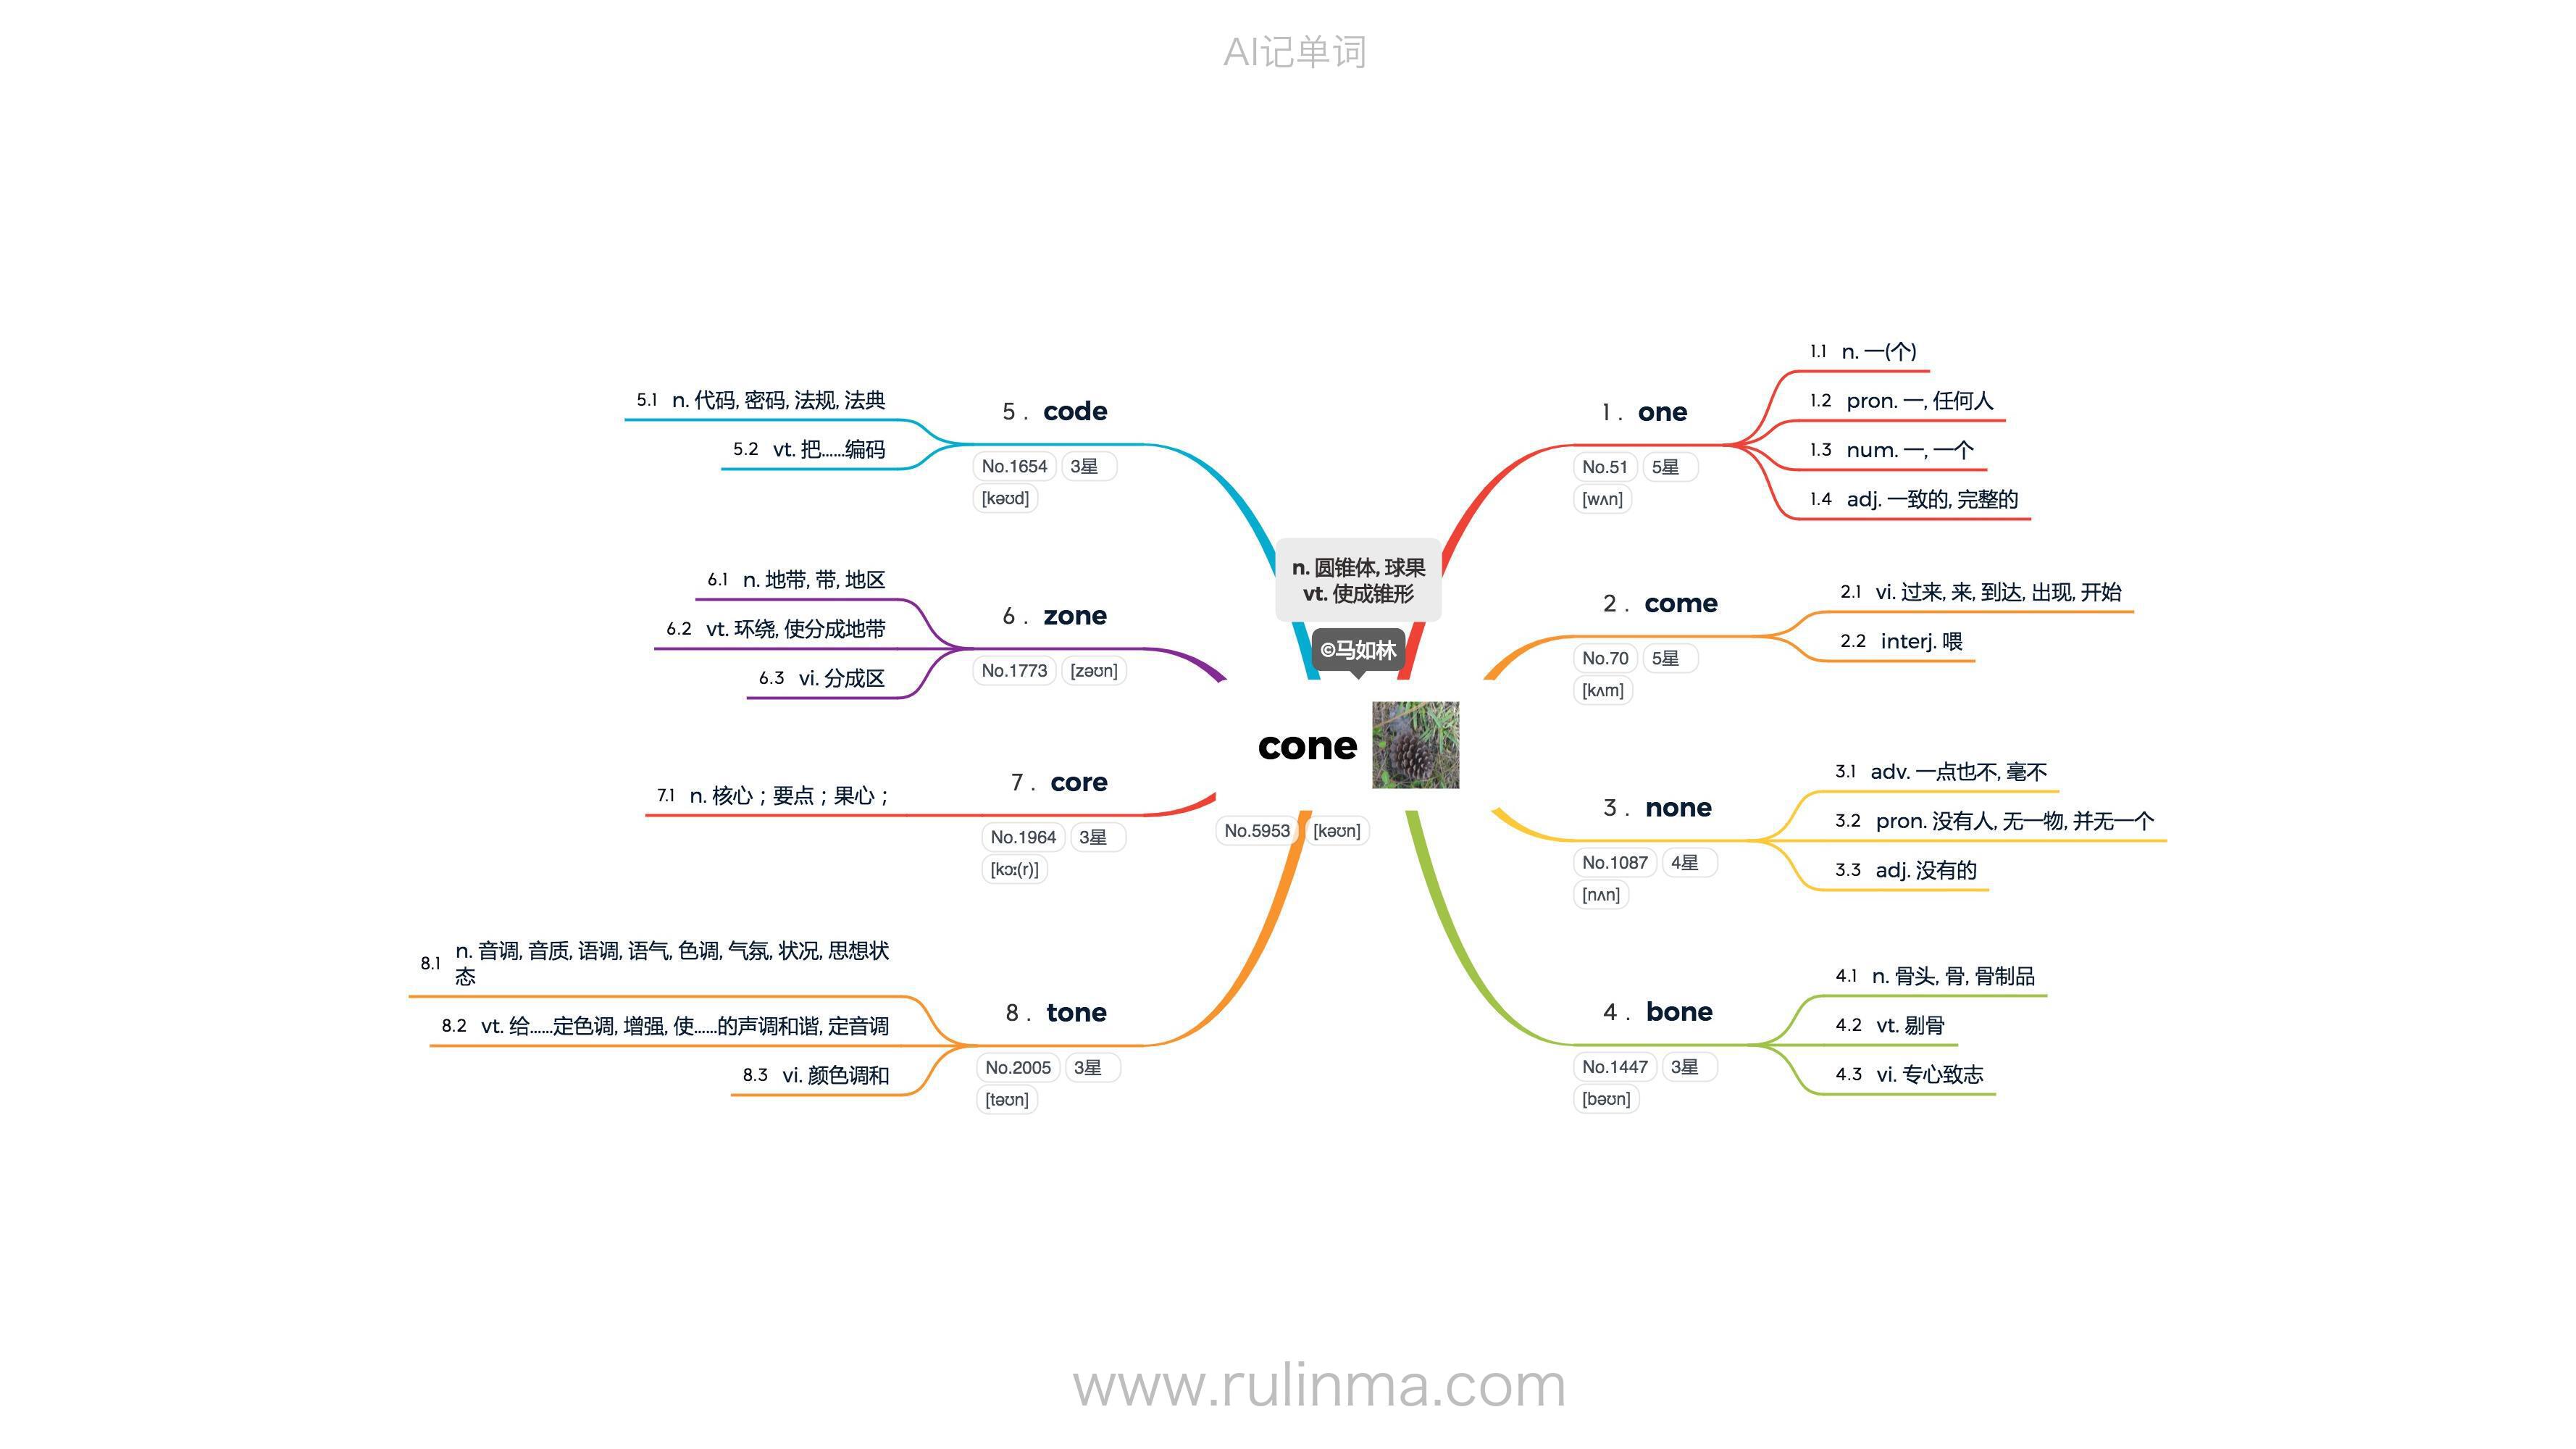 AI记单词
n. 圆锥体, 球果
vt. 使成锥形
©马如林
cone
No.5953 [kəʊn]
1 . one
No.51 5星
[wʌn]
1.1 n. 一(个)
1.2 pron. 一, 任何人
1.3 num. 一, 一个
1.4 adj. 一致的, 完整的
2 . come
No.70 5星
[kʌm]
2.1 vi. 过来, 来, 到达, 出现, 开始
2.2 interj. 喂
3 . none
No.1087 4星
[nʌn]
3.1 adv. 一点也不, 毫不
3.2 pron. 没有人, 无一物, 并无一个
3.3 adj. 没有的
4 . bone
No.1447 3星
[bəʊn]
4.1 n. 骨头, 骨, 骨制品
4.2 vt. 剔骨
4.3 vi. 专心致志
5 . code
No.1654 3星
[kəʊd]
5.1 n. 代码, 密码, 法规, 法典
5.2 vt. 把......编码
6 . zone
No.1773 [zəʊn]
6.1 n. 地带, 带, 地区
6.2 vt. 环绕, 使分成地带
6.3 vi. 分成区
7 . core
No.1964 3星
[kɔː(r)]
7.1 n. 核心；要点；果心；
8 . tone
No.2005 3星
[təʊn]
8.1 n. 音调, 音质, 语调, 语气, 色调, 气氛, 状况, 思想状
态
8.2 vt. 给......定色调, 增强, 使......的声调和谐, 定音调
8.3 vi. 颜色调和
www.rulinma.com